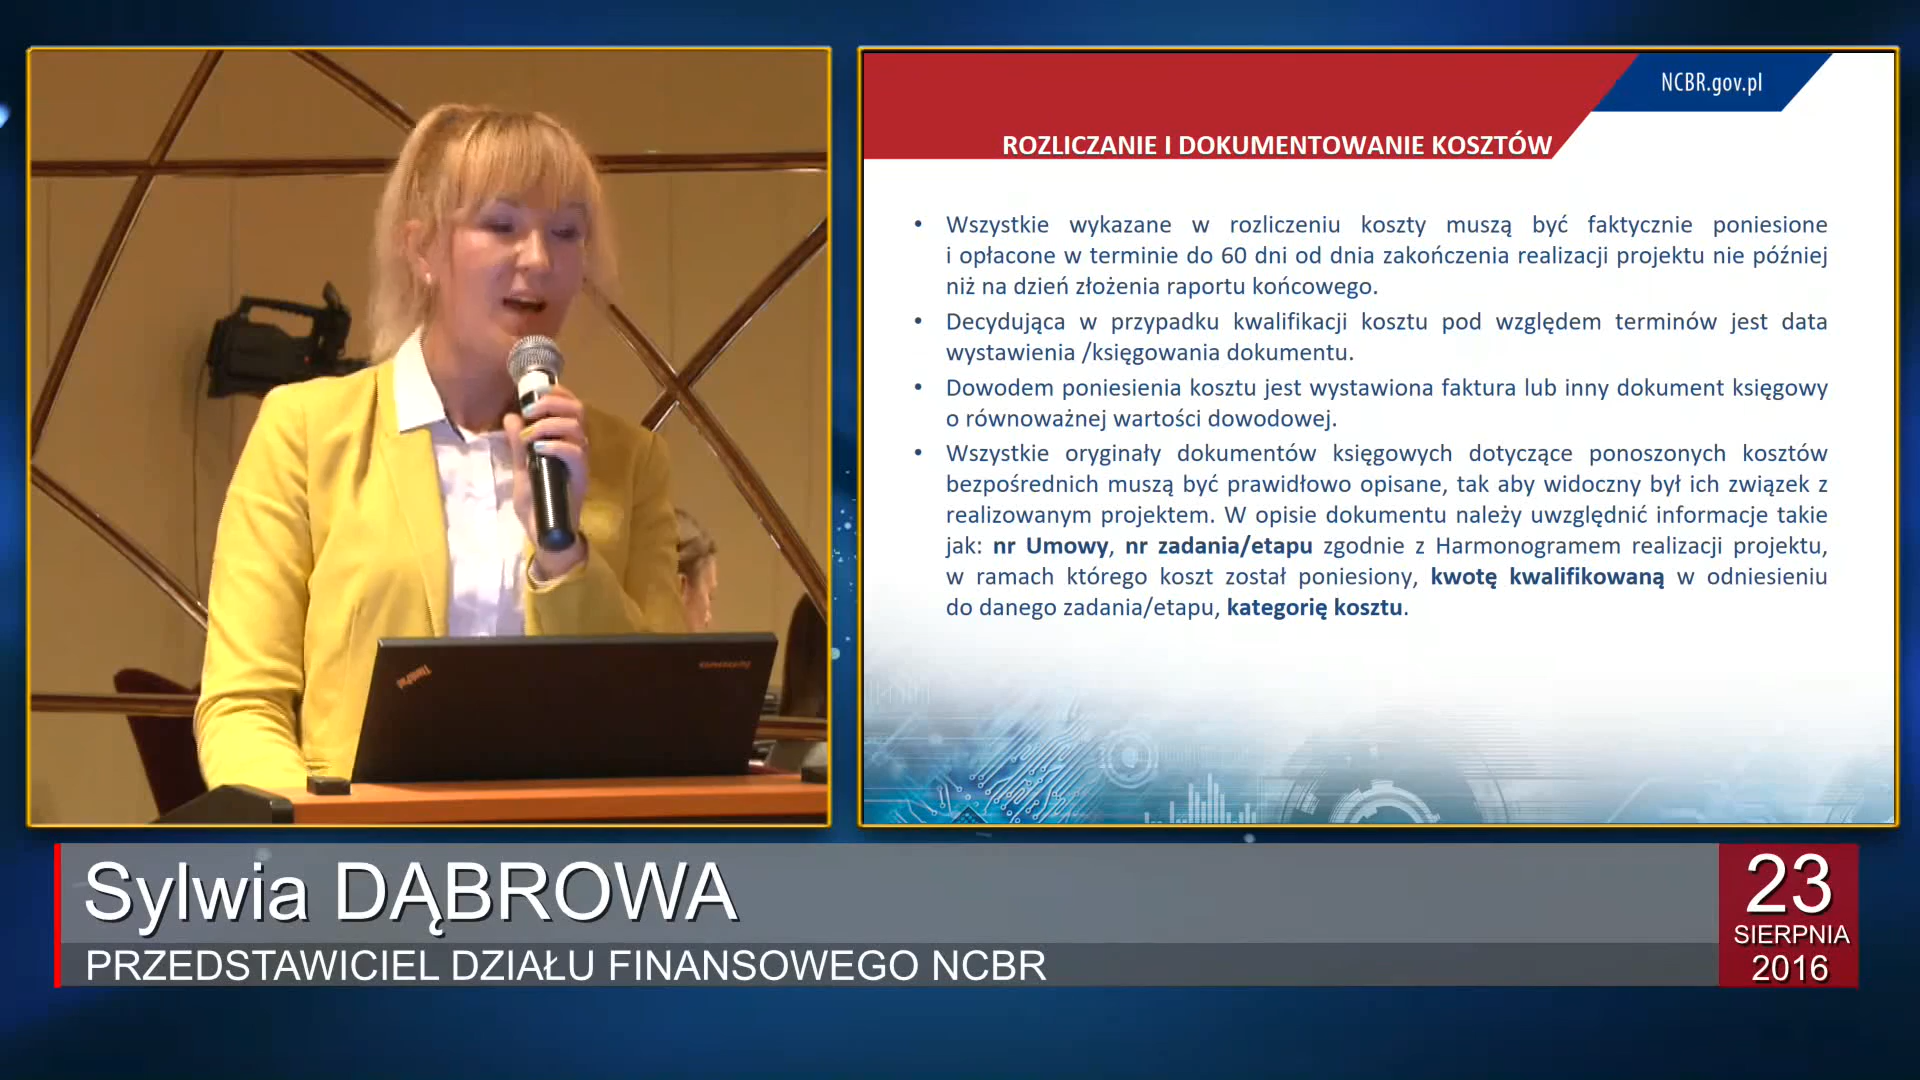 NCBR.gov.pl
ROZLICZANIE I DOKUMENTOWANIE KOSZTÓW
• Wszystkie wykazane w rozliczeniu koszty muszą być faktycznie poniesione
i opłacone w terminie do 60 dni od dnia zakończenia realizacji projektu nie później
niż na dzień złożenia raportu końcowego.
• Decydująca w przypadku kwalifikacji kosztu pod względem terminów jest data
wystawienia /księgowania dokumentu.
• Dowodem poniesienia kosztu jest wystawiona faktura lub inny dokument księgowy
o równoważnej wartości dowodowej.
• Wszystkie oryginały dokumentów księgowych dotyczące ponoszonych kosztów
bezpośrednich muszą być prawidłowo opisane, tak aby widoczny był ich związek z
realizowanym projektem. W opisie dokumentu należy uwzględnić informacje takie
jak: nr Umowy, nr zadania/etapu zgodnie z Harmonogramem realizacji projektu,
w ramach którego koszt został poniesiony, kwotę kwalifikowaną w odniesieniu
do danego zadania/etapu, kategorię kosztu.
ThinkPad
lenovo
Sylwia DĄBROWA
PRZEDSTAWICIEL DZIAŁU FINANSOWEGO NCBR
23
SIERPNIA
2016